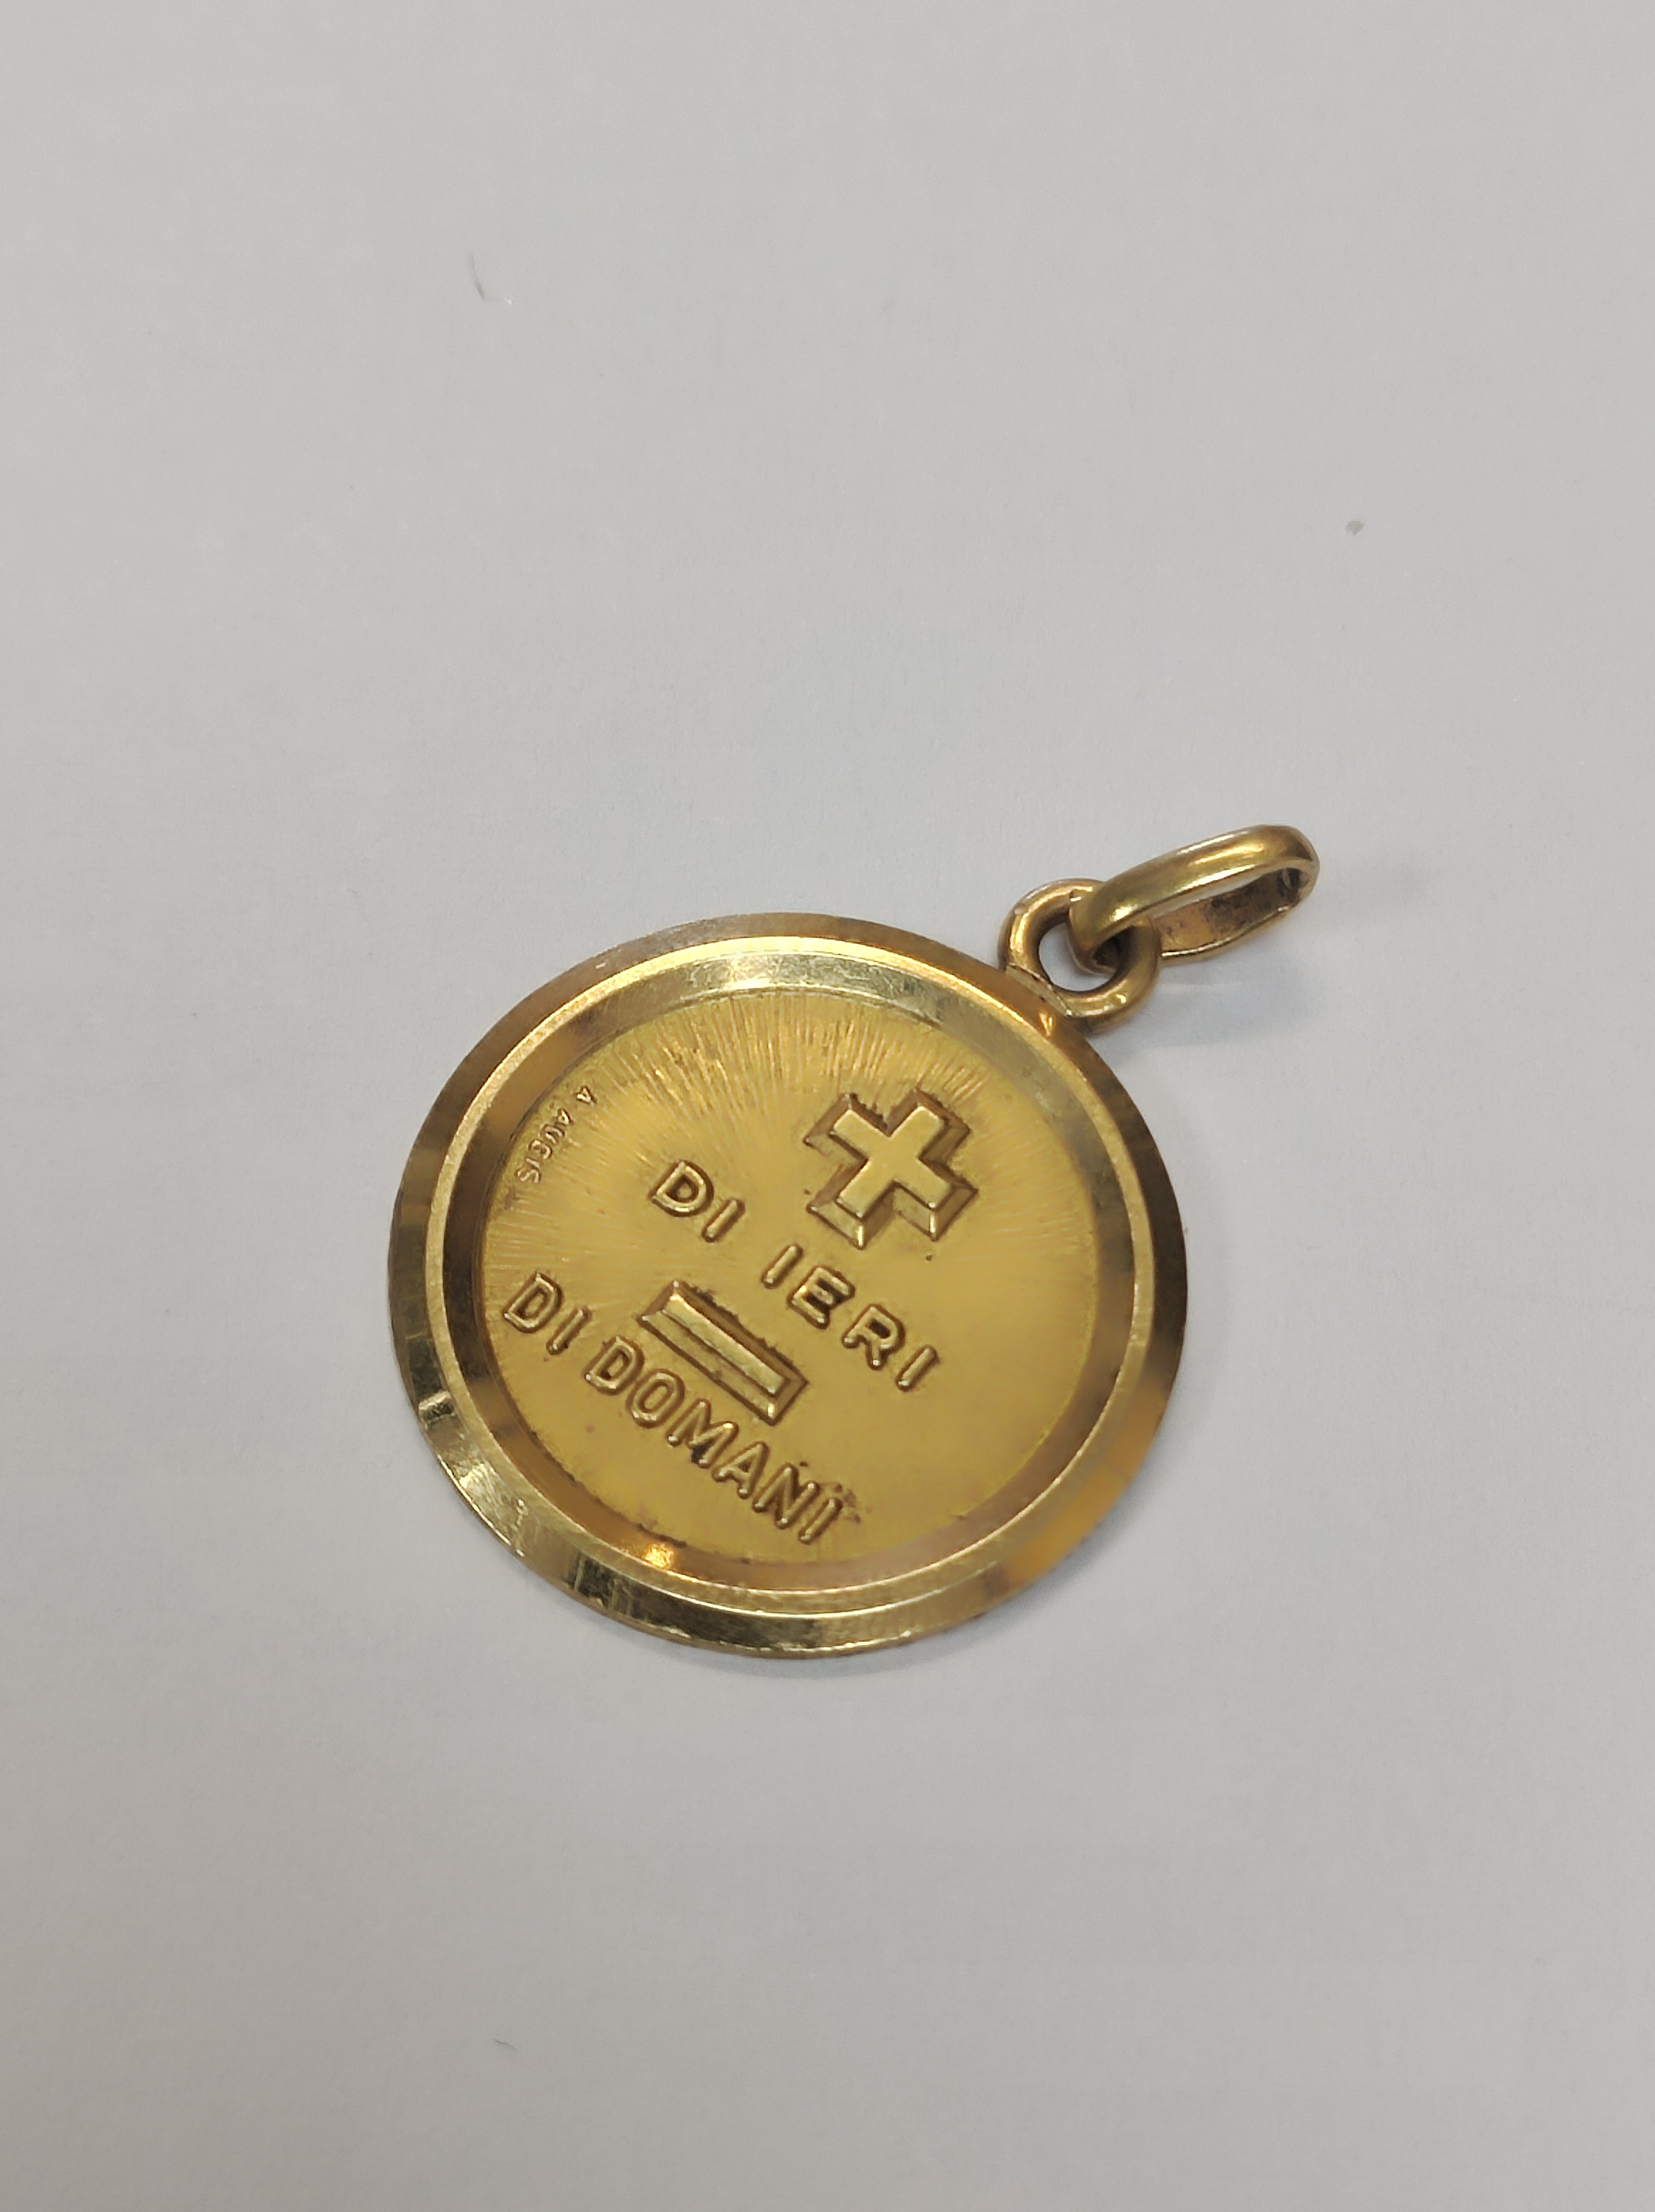 A AUGIS
+
DI IERI
=
DI DOMANI